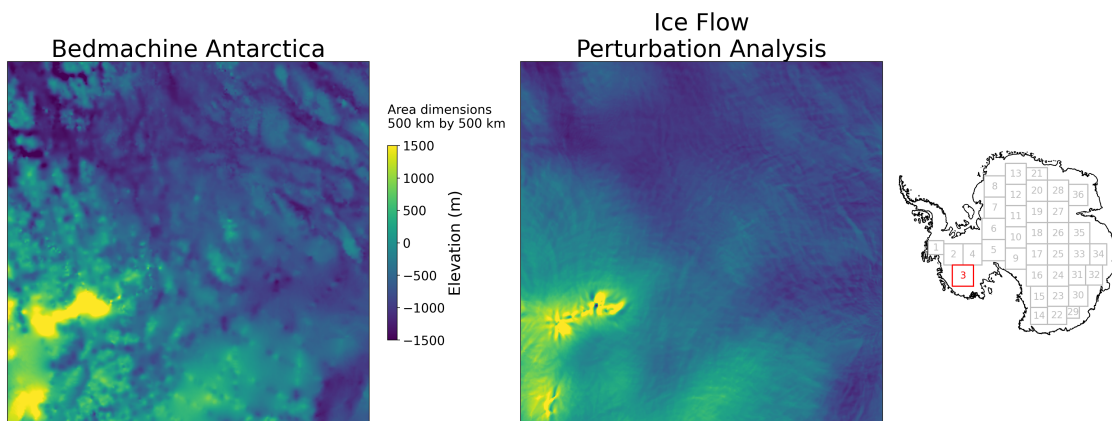 Bedmachine Antarctica
Area dimensions
500 km by 500 km
1500
1000
500
0
−500
−1000
−1500
Elevation (m)
Ice Flow
Perturbation Analysis
13 21
8 20 28
12 36
7 19 27
11
6 18 26 35
10
1 2 4 5 17 25 33 34
9
3 16 24 31 32
15 23 30
14 22 29